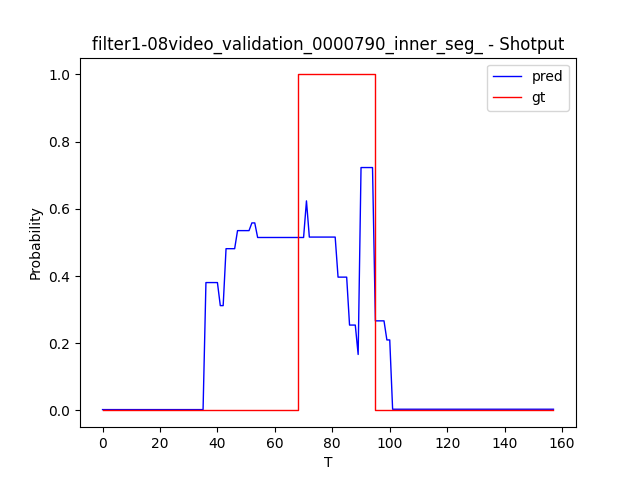 filter1-08video_validation_0000790_inner_seg_ - Shotput
pred
gt
1.0
0.8
0.6
0.4
0.2
0.0
Probability
0 20 40 60 80 100 120 140 160
T